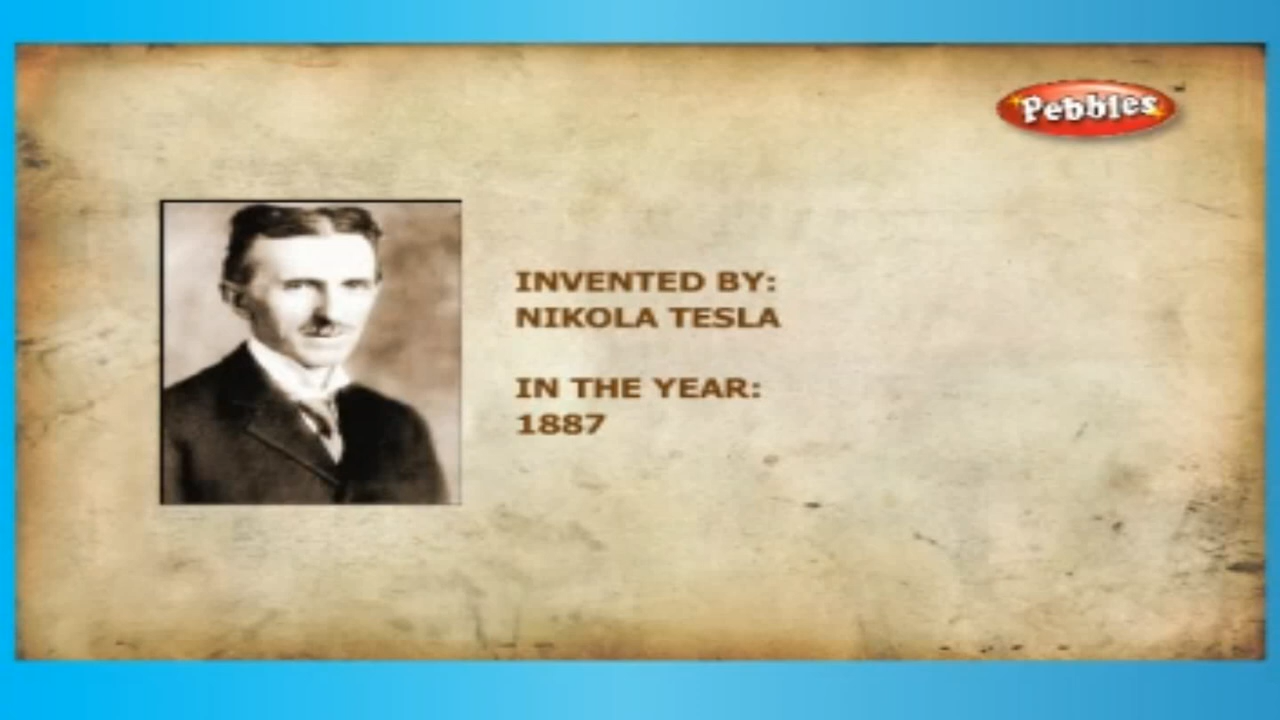 Pebbles
INVENTED BY:
NIKOLA TESLA
IN THE YEAR:
1887